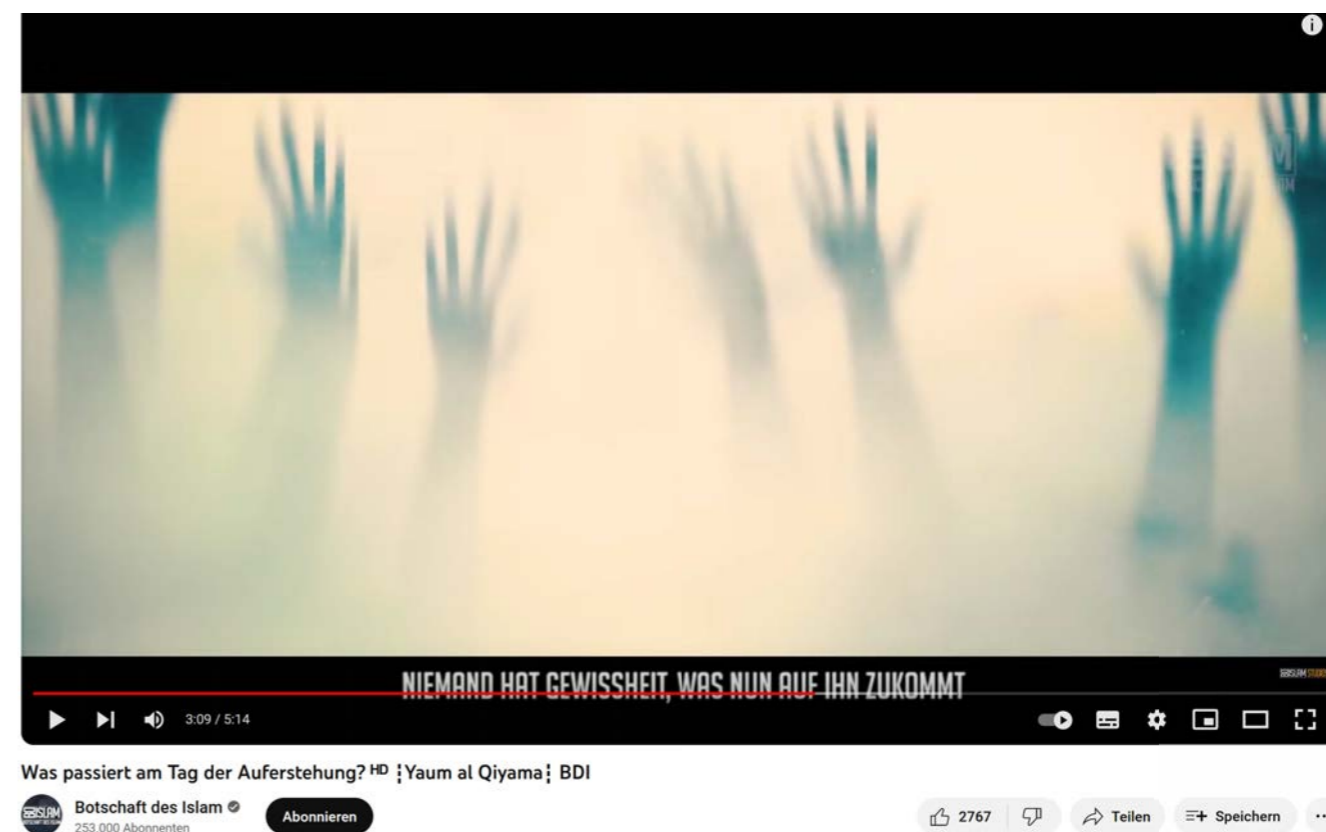 NIEMAND HAT GEWISSHEIT, WAS NUN AUF IHN ZUKOMMT
3:09 / 5:14
Was passiert am Tag der Auferstehung? ᴴᴰ ┇Yaum al Qiyama┇ BDI
Botschaft des Islam
253.000 Abonnenten
Abonnieren
2767
Teilen
Speichern